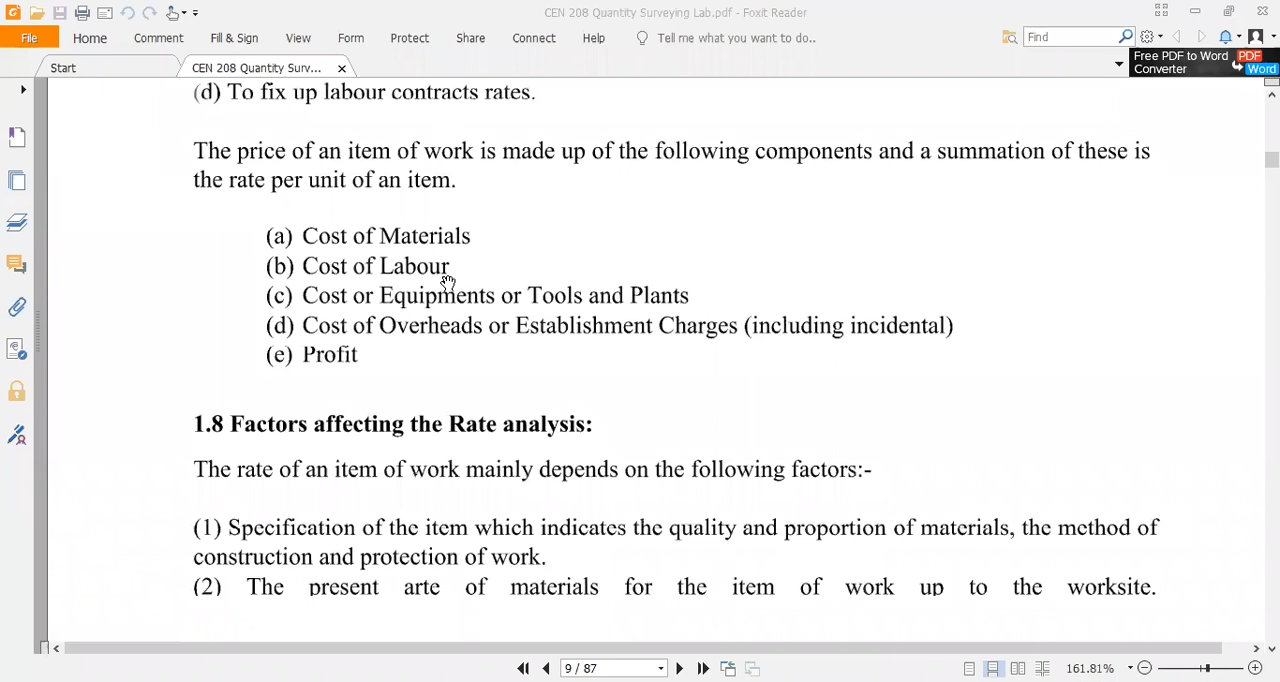 CEN 208 Quantity Surveying Lab.pdf - Foxit Reader
File Home Comment Fill & Sign View Form Protect Share Connect Help Tell me what you want to do.. Find
Start CEN 208 Quantity Surv... Free PDF to Word PDF
Converter Word
(d) To fix up labour contracts rates.
The price of an item of work is made up of the following components and a summation of these is
the rate per unit of an item.
(a) Cost of Materials
(b) Cost of Labour
(c) Cost or Equipments or Tools and Plants
(d) Cost of Overheads or Establishment Charges (including incidental)
(e) Profit
1.8 Factors affecting the Rate analysis:
The rate of an item of work mainly depends on the following factors:-
(1) Specification of the item which indicates the quality and proportion of materials, the method of
construction and protection of work.
(2) The present arte of materials for the item of work up to the worksite.
9 / 87 161.81%